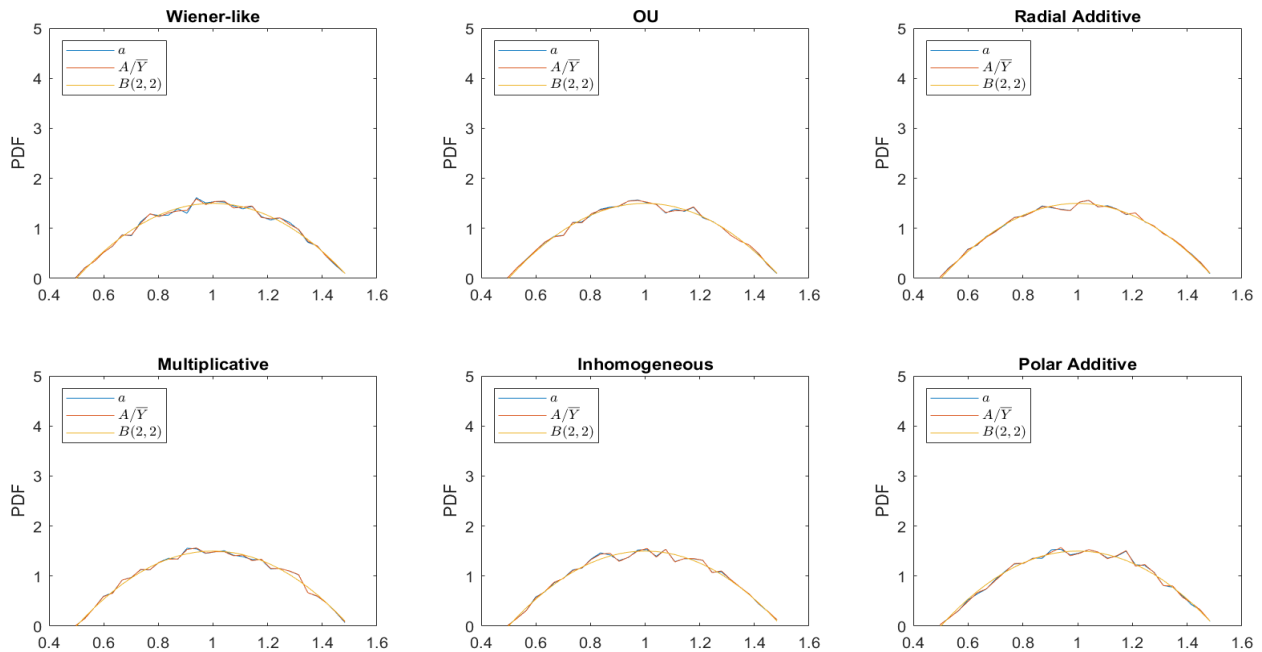 Wiener-like
5
4
3
2
1
0
PDF
a
A/Y̅
B(2, 2)
0.4 0.6 0.8 1 1.2 1.4 1.6
OU
5
4
3
2
1
0
PDF
a
A/Y̅
B(2, 2)
0.4 0.6 0.8 1 1.2 1.4 1.6
Radial Additive
5
4
3
2
1
0
PDF
a
A/Y̅
B(2, 2)
0.4 0.6 0.8 1 1.2 1.4 1.6
Multiplicative
5
4
3
2
1
0
PDF
a
A/Y̅
B(2, 2)
0.4 0.6 0.8 1 1.2 1.4 1.6
Inhomogeneous
5
4
3
2
1
0
PDF
a
A/Y̅
B(2, 2)
0.4 0.6 0.8 1 1.2 1.4 1.6
Polar Additive
5
4
3
2
1
0
PDF
a
A/Y̅
B(2, 2)
0.4 0.6 0.8 1 1.2 1.4 1.6